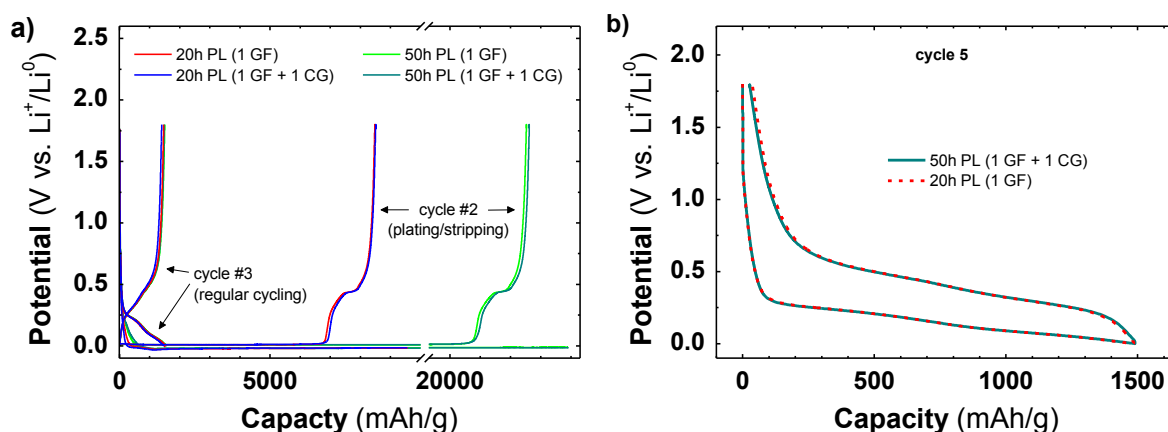 a)
2.5
2.0
1.5
1.0
0.5
0.0
Potential (V vs. Li⁺/Li⁰)
20h PL (1 GF)
50h PL (1 GF)
20h PL (1 GF + 1 CG)
50h PL (1 GF + 1 CG)
cycle #2
(plating/stripping)
cycle #3
(regular cycling)
0
5000
20000
Capacty (mAh/g)
b)
2.0
1.5
1.0
0.5
0.0
Potential (V vs. Li⁺/Li⁰)
cycle 5
50h PL (1 GF + 1 CG)
20h PL (1 GF)
0
500
1000
1500
Capacity (mAh/g)